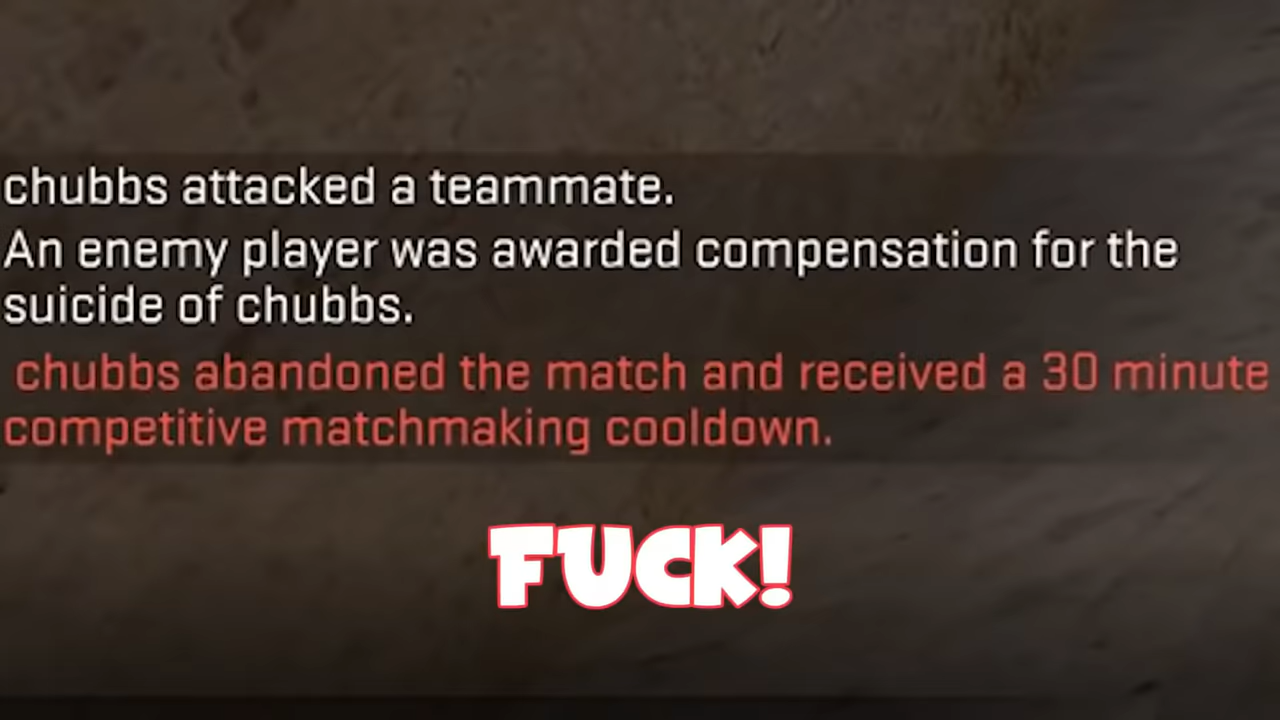 chubbs attacked a teammate.
An enemy player was awarded compensation for the
suicide of chubbs.
chubbs abandoned the match and received a 30 minute
competitive matchmaking cooldown.
FUCK!